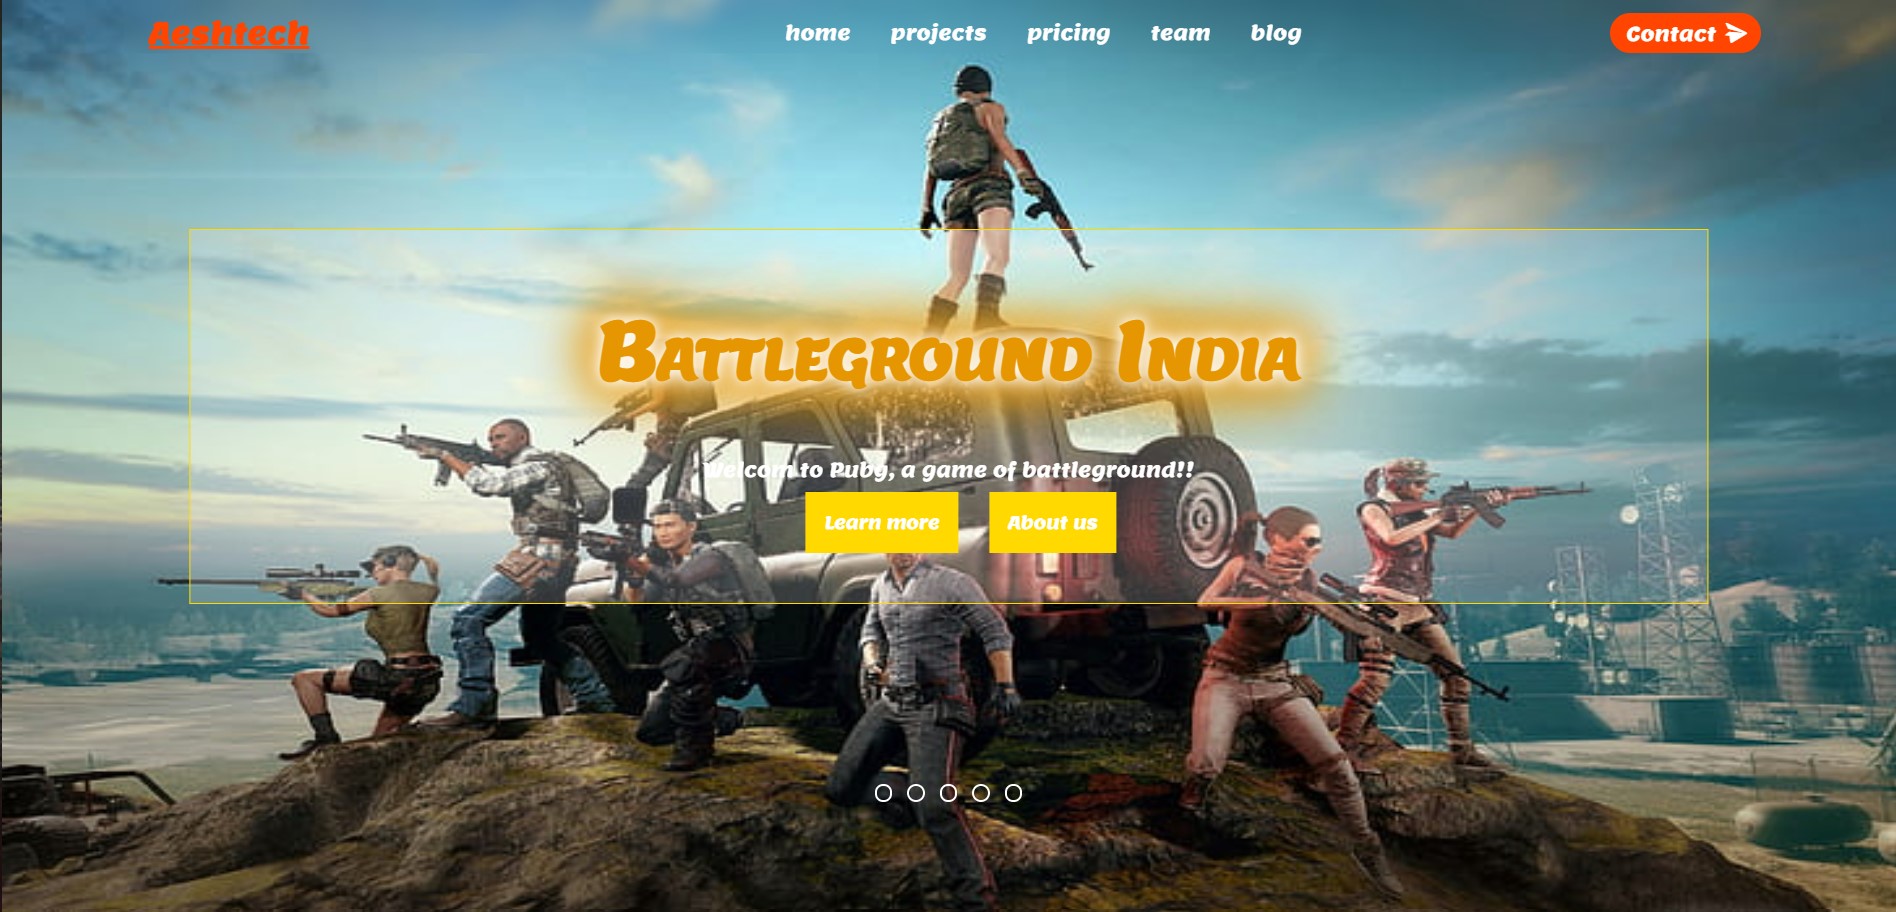 Aeshtech
home projects pricing team blog
Contact
Battleground India
Welcom to Pubg, a game of battleground!!
Learn more
About us